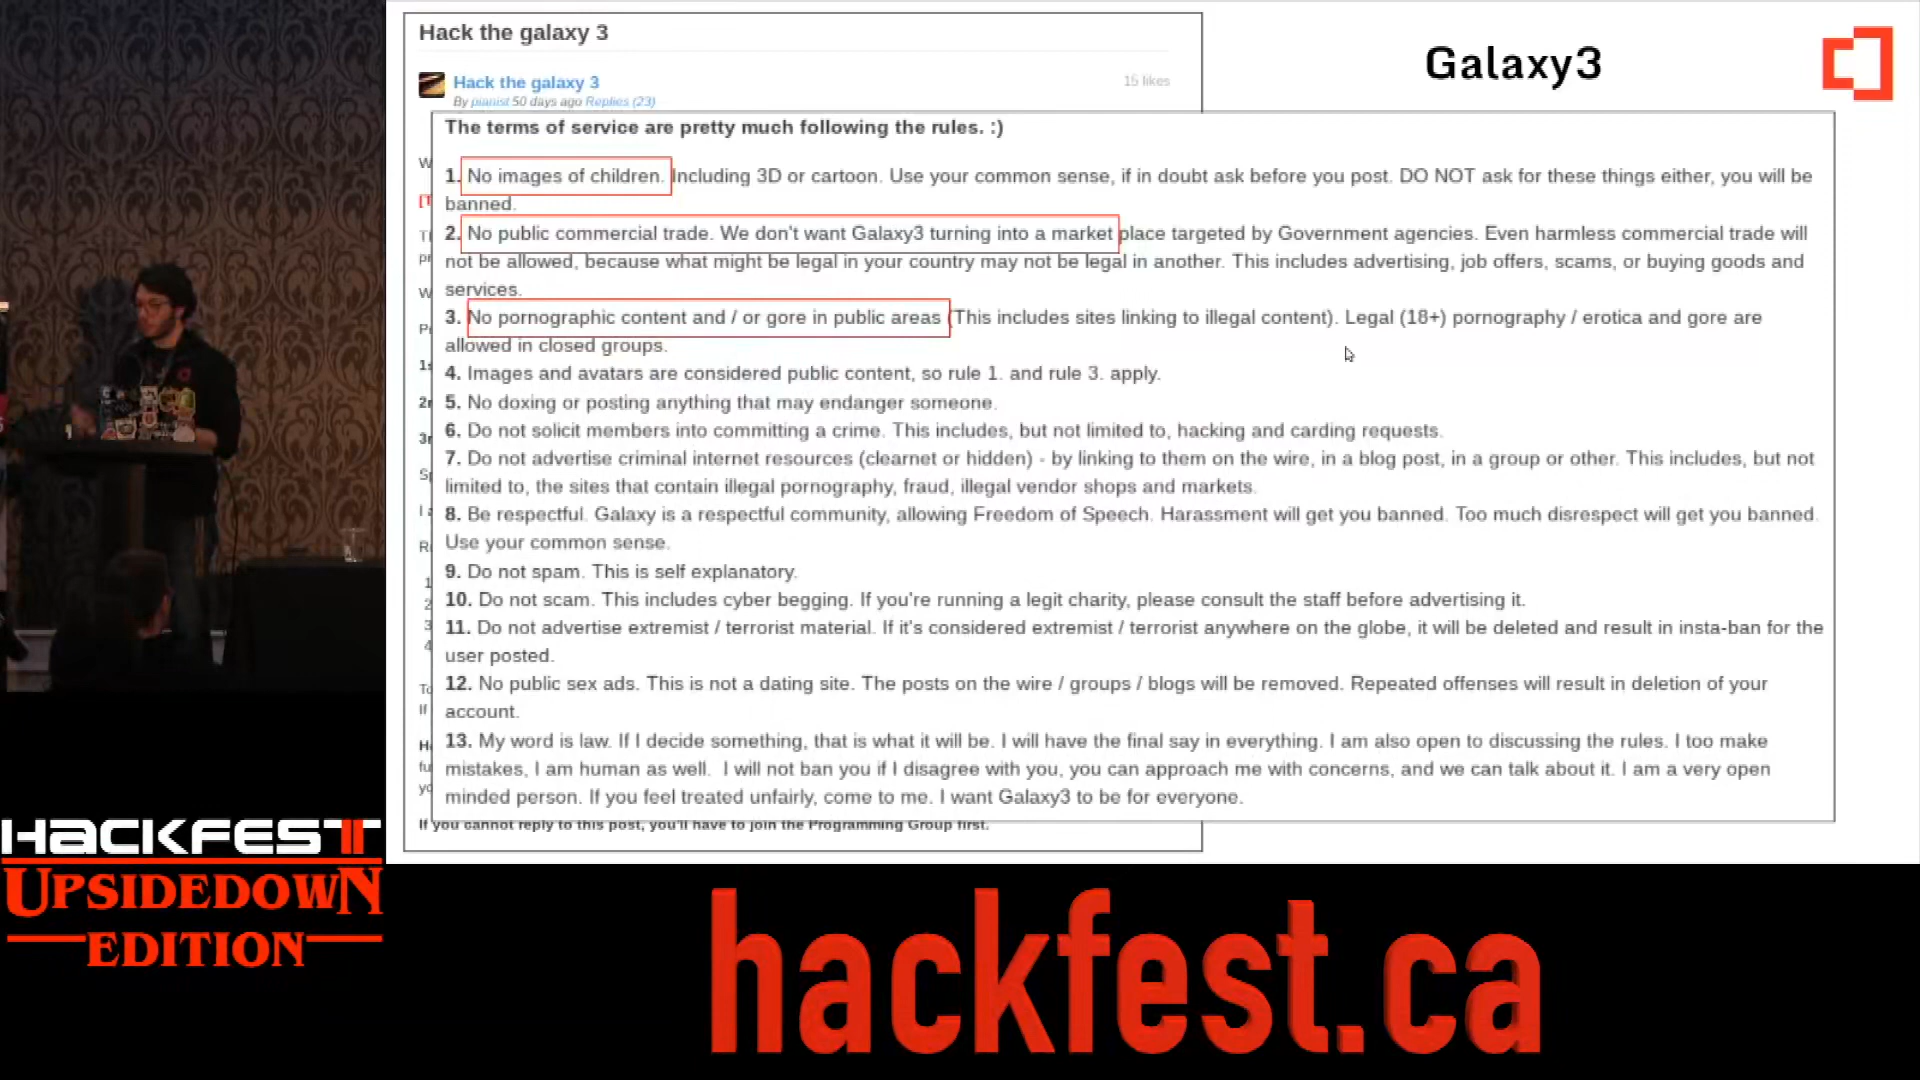 Hack the galaxy 3
Galaxy3
Hack the galaxy 3
15 likes
By pianist 50 days ago Replies (23)
The terms of service are pretty much following the rules. :)
1. No images of children. Including 3D or cartoon. Use your common sense, if in doubt ask before you post. DO NOT ask for these things either, you will be
banned.
2. No public commercial trade. We don't want Galaxy3 turning into a market place targeted by Government agencies. Even harmless commercial trade will
not be allowed, because what might be legal in your country may not be legal in another. This includes advertising, job offers, scams, or buying goods and
services.
3. No pornographic content and / or gore in public areas (This includes sites linking to illegal content). Legal (18+) pornography / erotica and gore are
allowed in closed groups.
4. Images and avatars are considered public content, so rule 1. and rule 3. apply.
5. No doxing or posting anything that may endanger someone.
6. Do not solicit members into committing a crime. This includes, but not limited to, hacking and carding requests.
7. Do not advertise criminal internet resources (clearnet or hidden) - by linking to them on the wire, in a blog post, in a group or other. This includes, but not
limited to, the sites that contain illegal pornography, fraud, illegal vendor shops and markets.
8. Be respectful. Galaxy is a respectful community, allowing Freedom of Speech. Harassment will get you banned. Too much disrespect will get you banned.
Use your common sense.
9. Do not spam. This is self explanatory.
10. Do not scam. This includes cyber begging. If you're running a legit charity, please consult the staff before advertising it.
11. Do not advertise extremist / terrorist material. If it's considered extremist / terrorist anywhere on the globe, it will be deleted and result in insta-ban for the
user posted.
12. No public sex ads. This is not a dating site. The posts on the wire / groups / blogs will be removed. Repeated offenses will result in deletion of your
account.
13. My word is law. If I decide something, that is what it will be. I will have the final say in everything. I am also open to discussing the rules. I too make
mistakes, I am human as well. I will not ban you if I disagree with you, you can approach me with concerns, and we can talk about it. I am a very open
minded person. If you feel treated unfairly, come to me. I want Galaxy3 to be for everyone.
If you cannot reply to this post, you'll have to join the Programming Group first.
HACKFEST
UPSIDEDOWN
EDITION
hackfest.ca